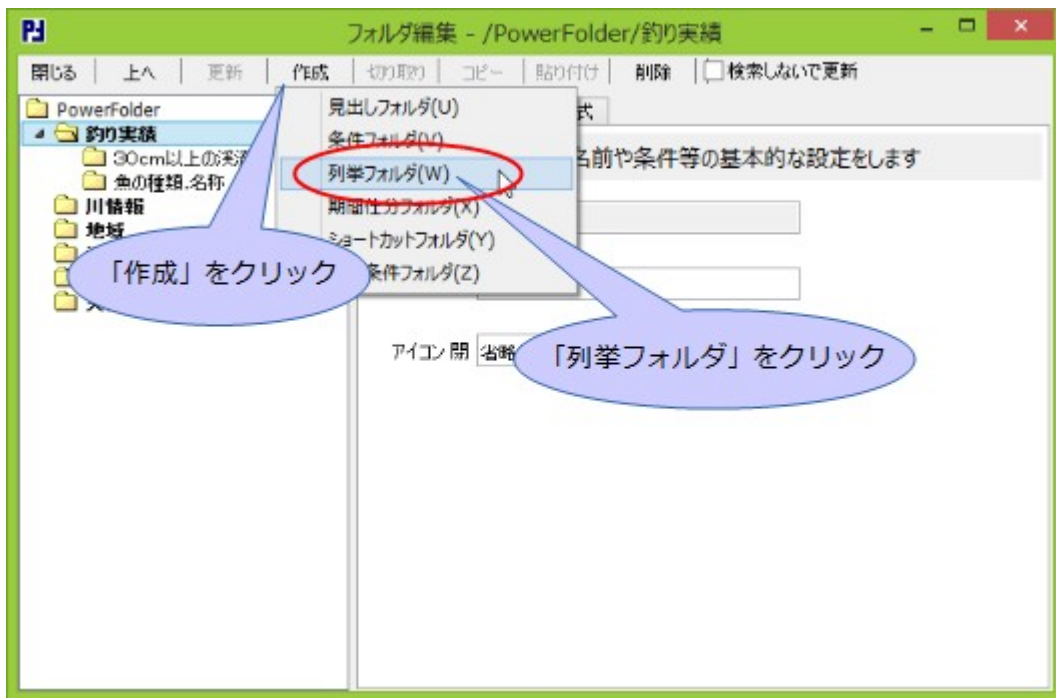 フォルダ編集 - /PowerFolder/釣り実績
閉じる 上へ 更新 作成 切り取り コピー 貼り付け 削除 検索しないで更新
PowerFolder
釣り実績
30cm以上の渓流
魚の種類.名称
川情報
地域
見出しフォルダ(U)
条件フォルダ(V)
列挙フォルダ(W)
期間仕分フォルダ(X)
ショートカットフォルダ(Y)
条件フォルダ(Z)
式
名前や条件等の基本的な設定をします
アイコン 閉 省略
「作成」をクリック
「列挙フォルダ」をクリック